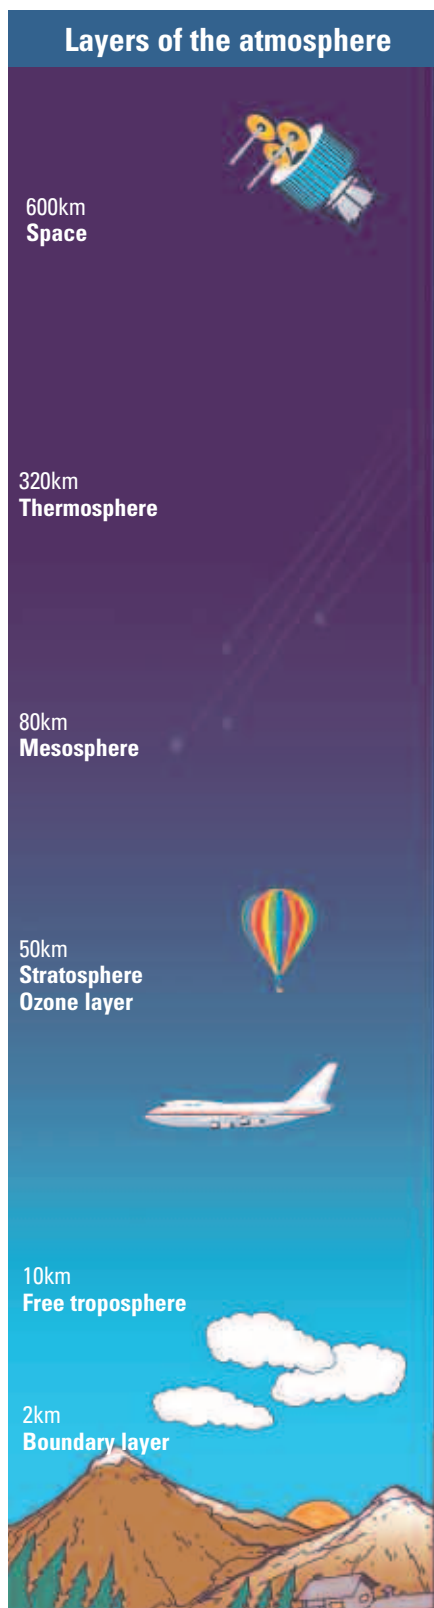 Layers of the atmosphere
600km
Space
320km
Thermosphere
80km
Mesosphere
50km
Stratosphere
Ozone layer
10km
Free troposphere
2km
Boundary layer